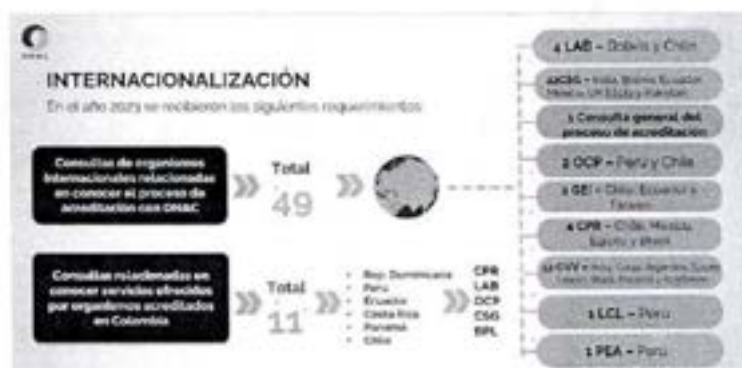 INTERNACIONALIZACIÓN
En el año 2023 se recibieron los siguientes requerimientos:
Consultas de organismos
Internacionales relacionadas
en conocer el proceso de
acreditación con ONAC
Total
49
Consultas relacionadas en
conocer servicios ofrecidos
por organismos acreditados
en Colombia
Total
11
• Rep. Dominicana
• Perú
• Ecuador
• Costa Rica
• Panamá
• Chile
CPR
LAB
OCP
CSG
BPL
4 LAB – Bolivia y Chile
1 Consulta general del
proceso de acreditación
2 OCP – Perú y Chile
3 GEI – Chile, Ecuador y
4 CPR – Chile, México,
1 LCL – Perú
1 PEA – Perú